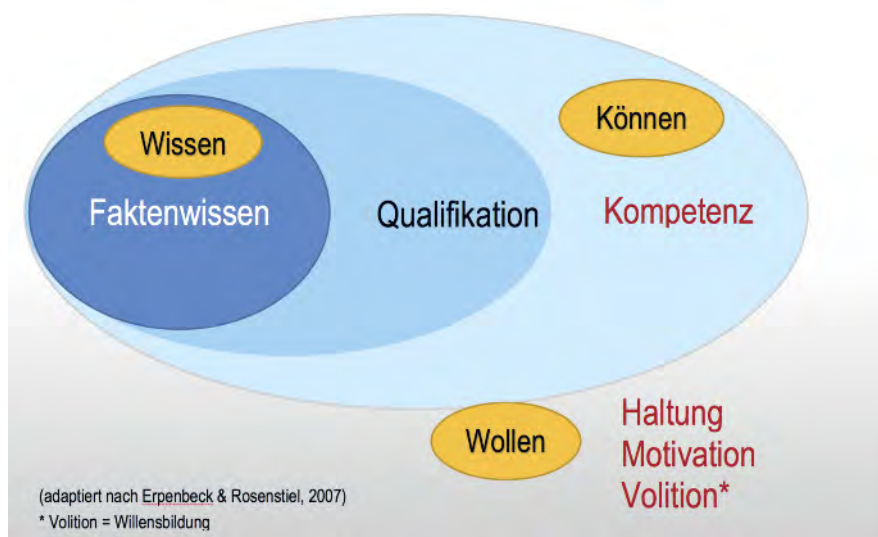 Wissen
Können
Faktenwissen
Qualifikation
Kompetenz
Wollen
Haltung
Motivation
Volition*
(adaptiert nach Erpenbeck & Rosenstiel, 2007)
* Volition = Willensbildung